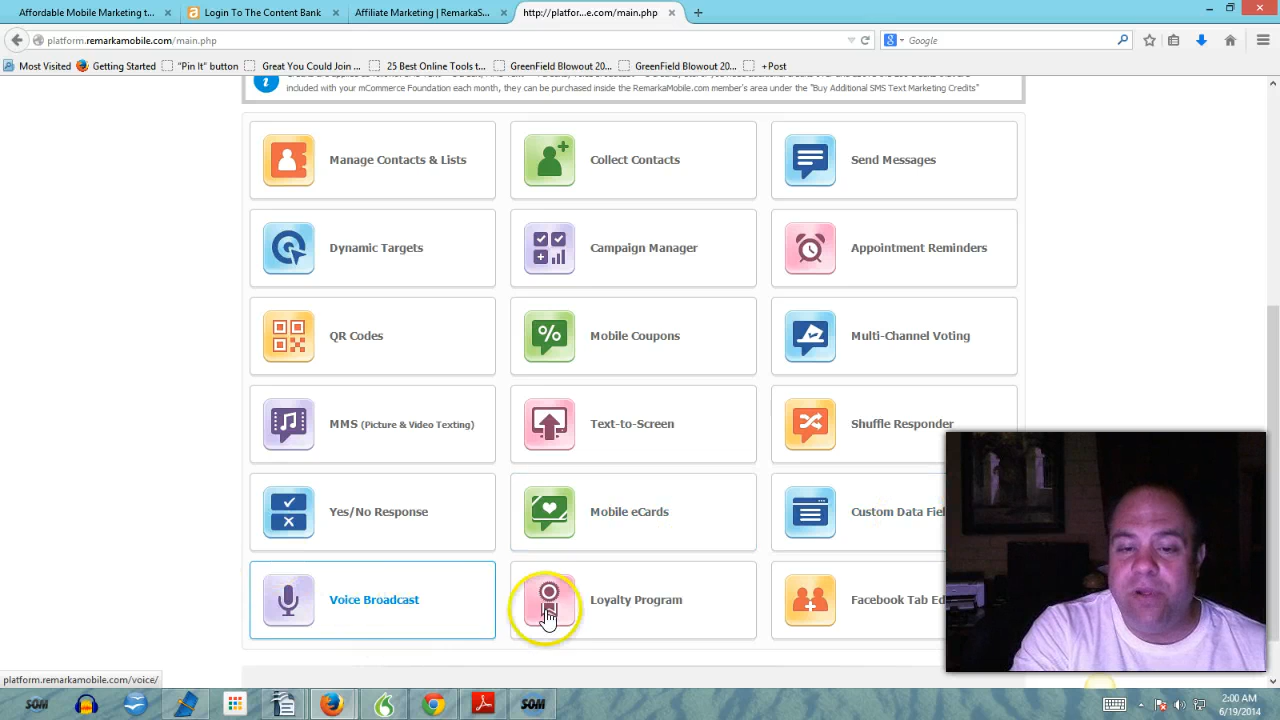 Affordable Mobile Marketing t... × Login To The Content Bank × Affiliate Marketing | RemarkaS... × http://platfor...e.com/main.php × +
platform.remarkamobile.com/main.php Google
Most Visited Getting Started "Pin It" button Great You Could Join ... 25 Best Online Tools t... GreenField Blowout 20... GreenField Blowout 20... +Post
included with your mCommerce Foundation each month, they can be purchased inside the RemarkaMobile.com member's area under the "Buy Additional SMS Text Marketing Credits"
Manage Contacts & Lists Collect Contacts Send Messages
Dynamic Targets Campaign Manager Appointment Reminders
QR Codes Mobile Coupons Multi-Channel Voting
MMS (Picture & Video Texting) Text-to-Screen Shuffle Responder
Yes/No Response Mobile eCards Custom Data Fiel
Voice Broadcast Loyalty Program Facebook Tab Ed
platform.remarkamobile.com/voice/
SOM SOM 2:00 AM
6/19/2014